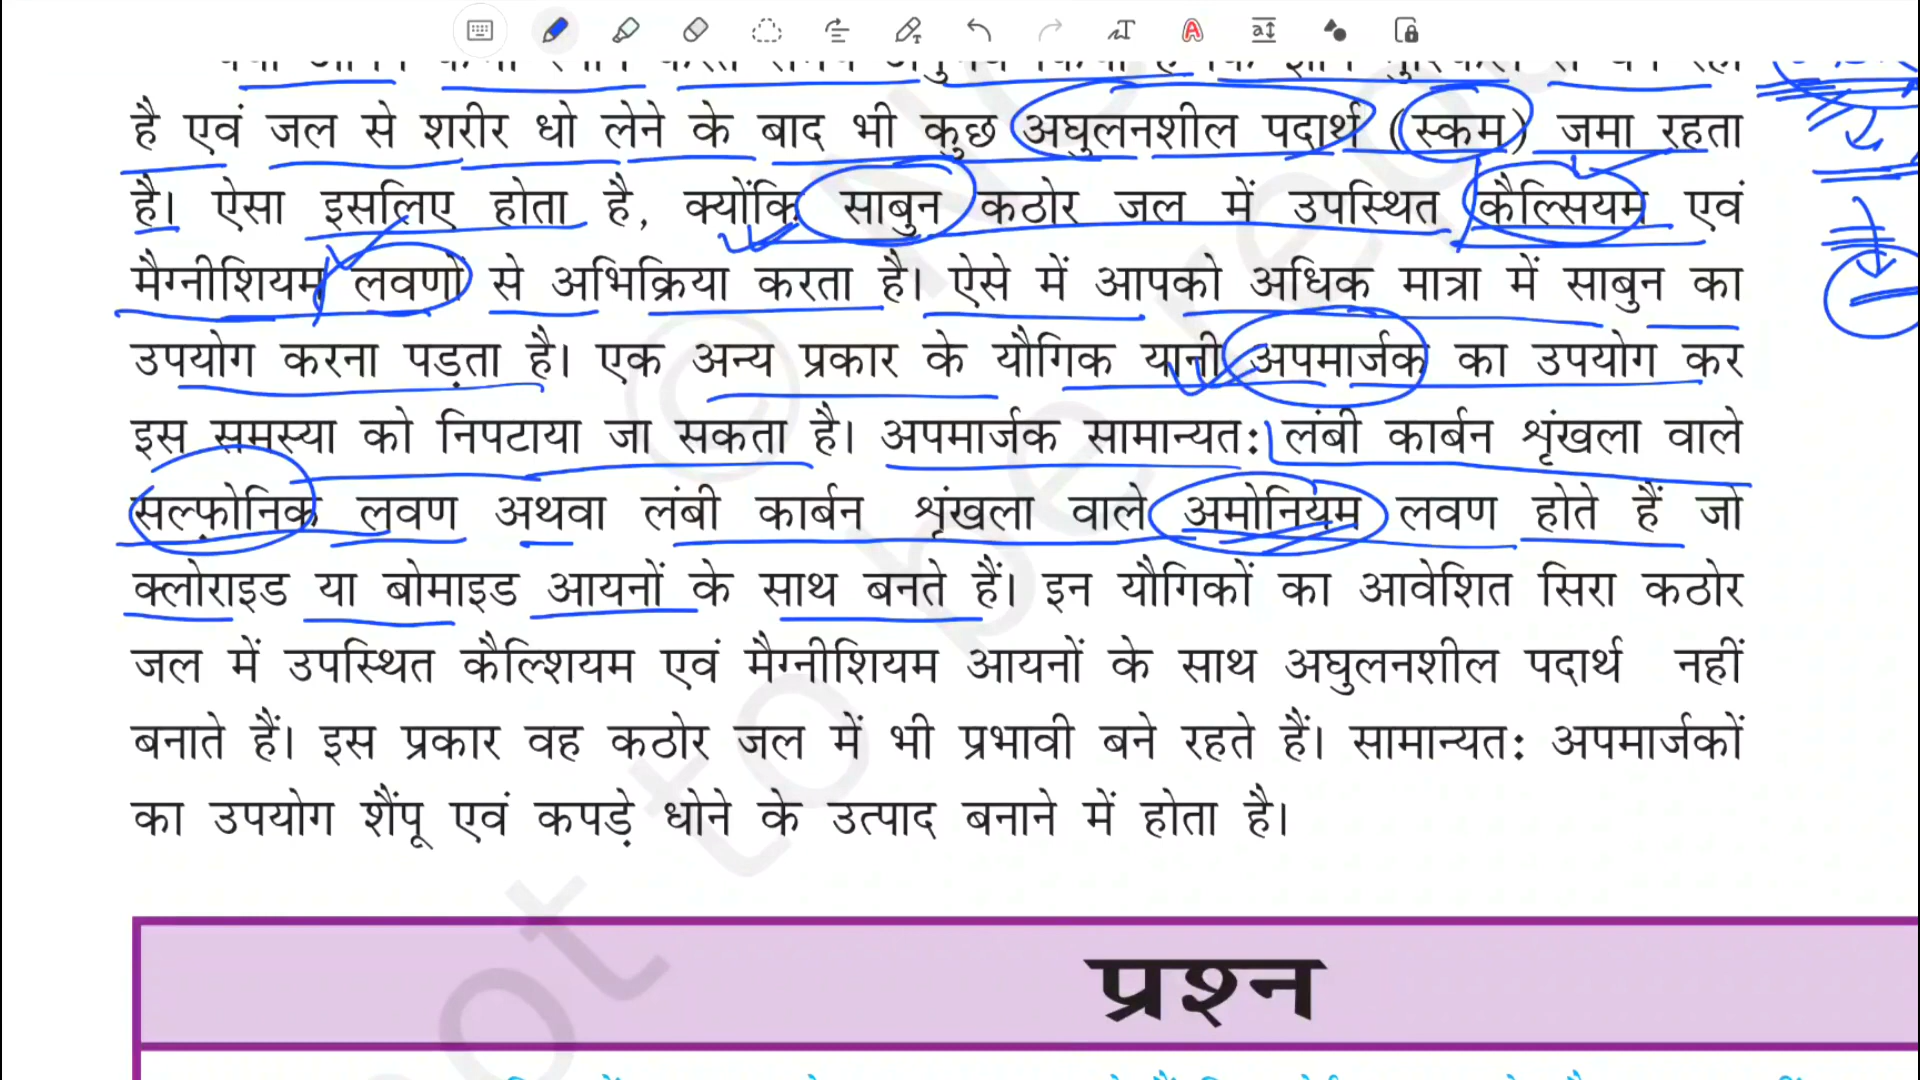 है एवं जल से शरीर धो लेने के बाद भी कुछ अघुलनशील पदार्थ (स्कम) जमा रहता
है। ऐसा इसलिए होता है, क्योंकि साबुन कठोर जल में उपस्थित कैल्सियम एवं
मैग्नीशियम लवणों से अभिक्रिया करता है। ऐसे में आपको अधिक मात्रा में साबुन का
उपयोग करना पड़ता है। एक अन्य प्रकार के यौगिक यानी अपमार्जक का उपयोग कर
इस समस्या को निपटाया जा सकता है। अपमार्जक सामान्यत: लंबी कार्बन शृंखला वाले
सल्फ़ोनिक लवण अथवा लंबी कार्बन शृंखला वाले अमोनियम लवण होते हैं जो
क्लोराइड या बोमाइड आयनों के साथ बनते हैं। इन यौगिकों का आवेशित सिरा कठोर
जल में उपस्थित कैल्शियम एवं मैग्नीशियम आयनों के साथ अघुलनशील पदार्थ नहीं
बनाते हैं। इस प्रकार वह कठोर जल में भी प्रभावी बने रहते हैं। सामान्यत: अपमार्जकों
का उपयोग शैंपू एवं कपड़े धोने के उत्पाद बनाने में होता है।
not to be
प्रश्न